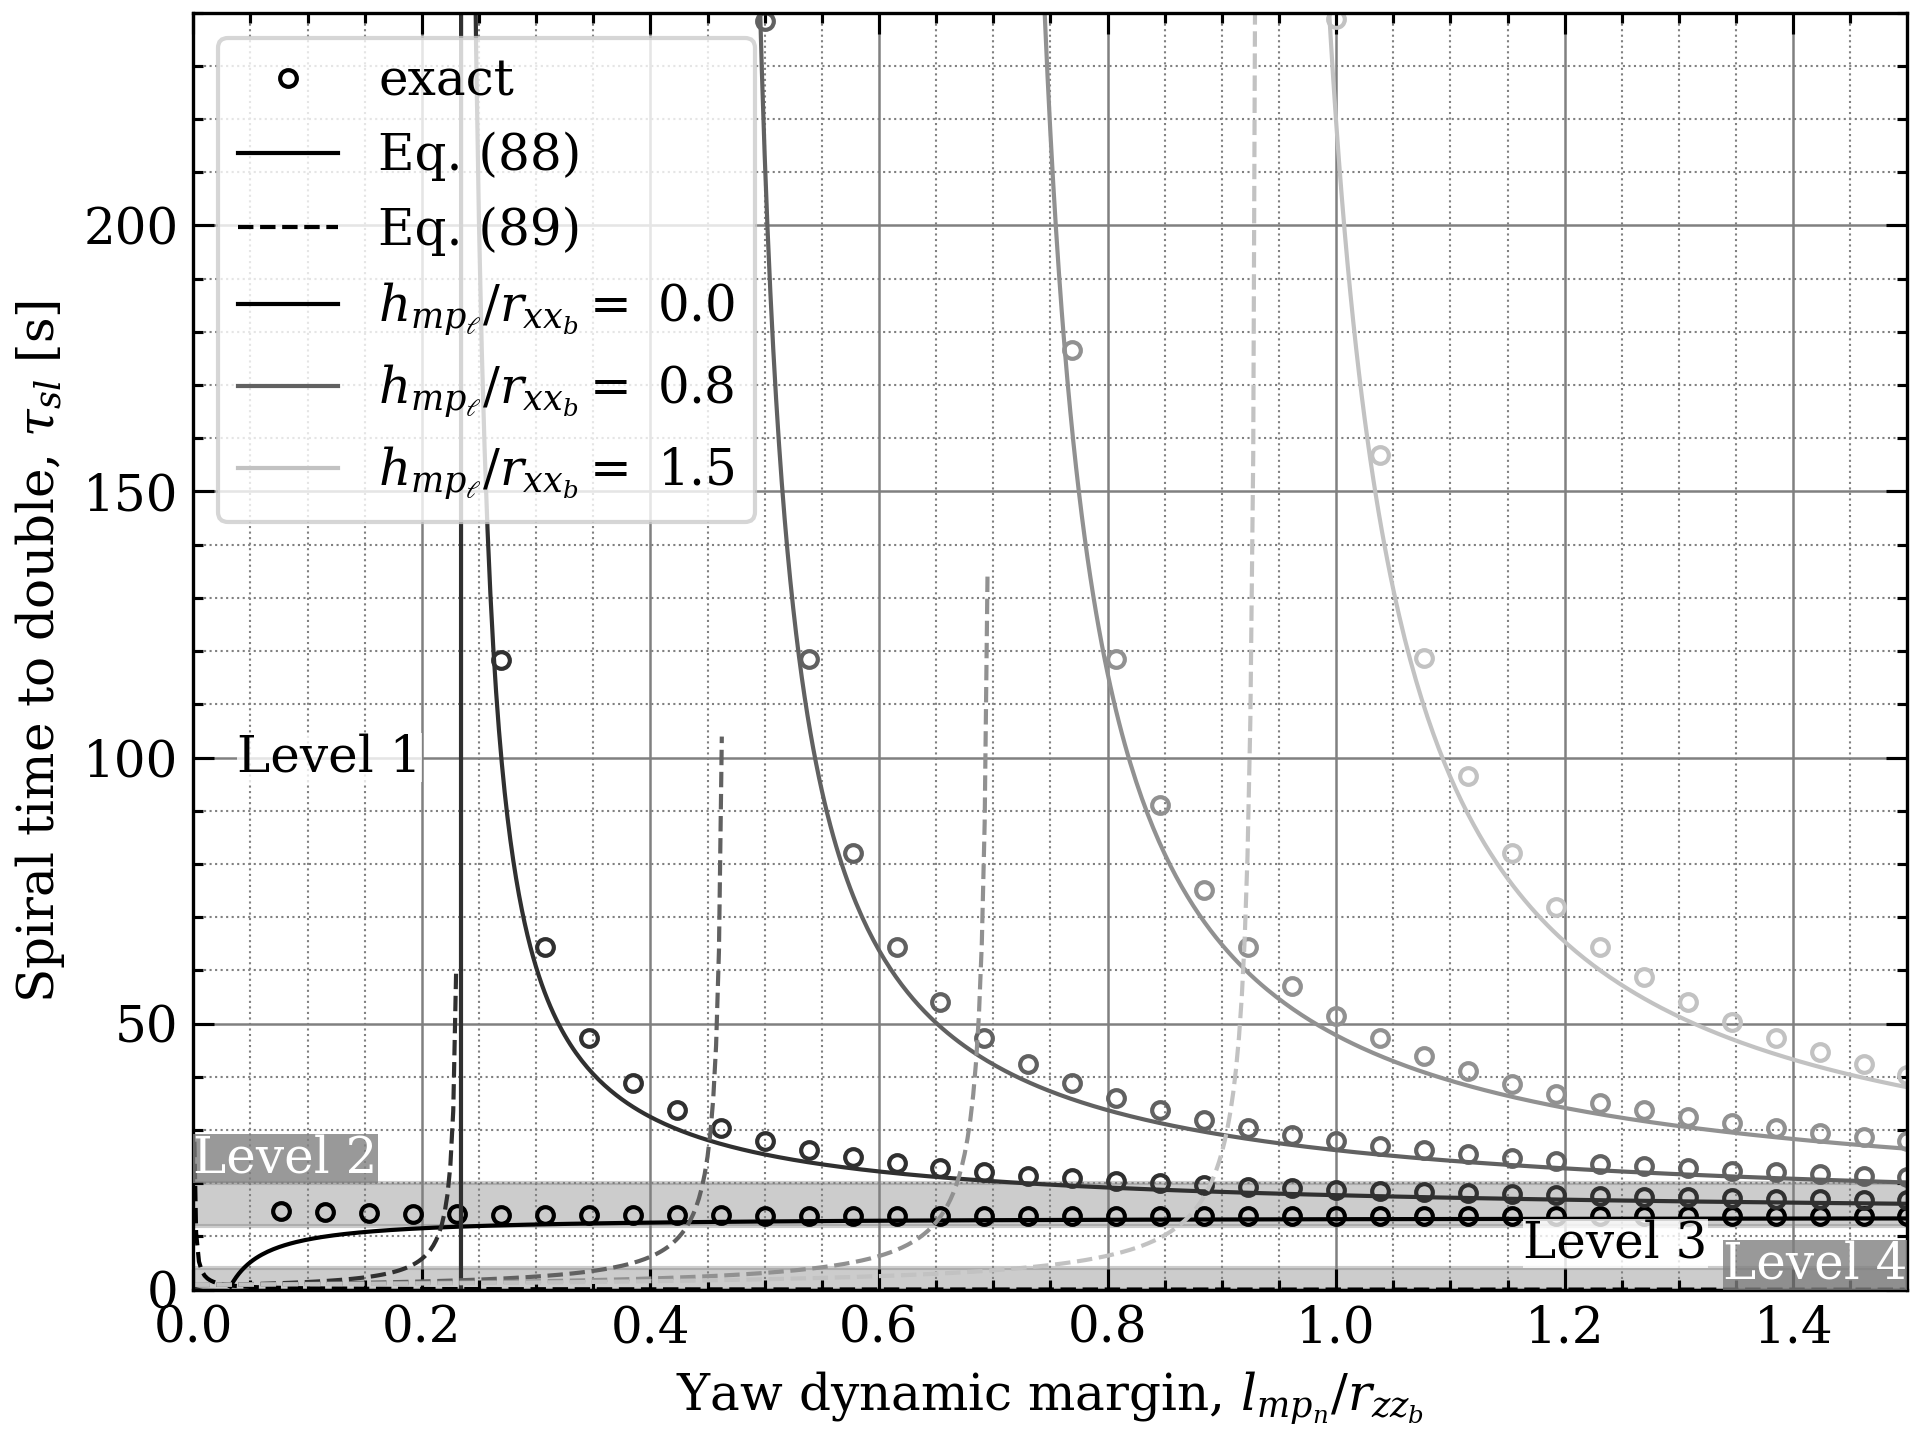 exact
Eq. (88)
Eq. (89)
h_{mp_ℓ}/r_{xx_b} = 0.0
h_{mp_ℓ}/r_{xx_b} = 0.8
h_{mp_ℓ}/r_{xx_b} = 1.5
Level 1
Level 2
Level 3
Level 4
200
150
100
50
0
0.0 0.2 0.4 0.6 0.8 1.0 1.2 1.4
Spiral time to double, τ_{sl} [s]
Yaw dynamic margin, l_{mp_n}/r_{zz_b}